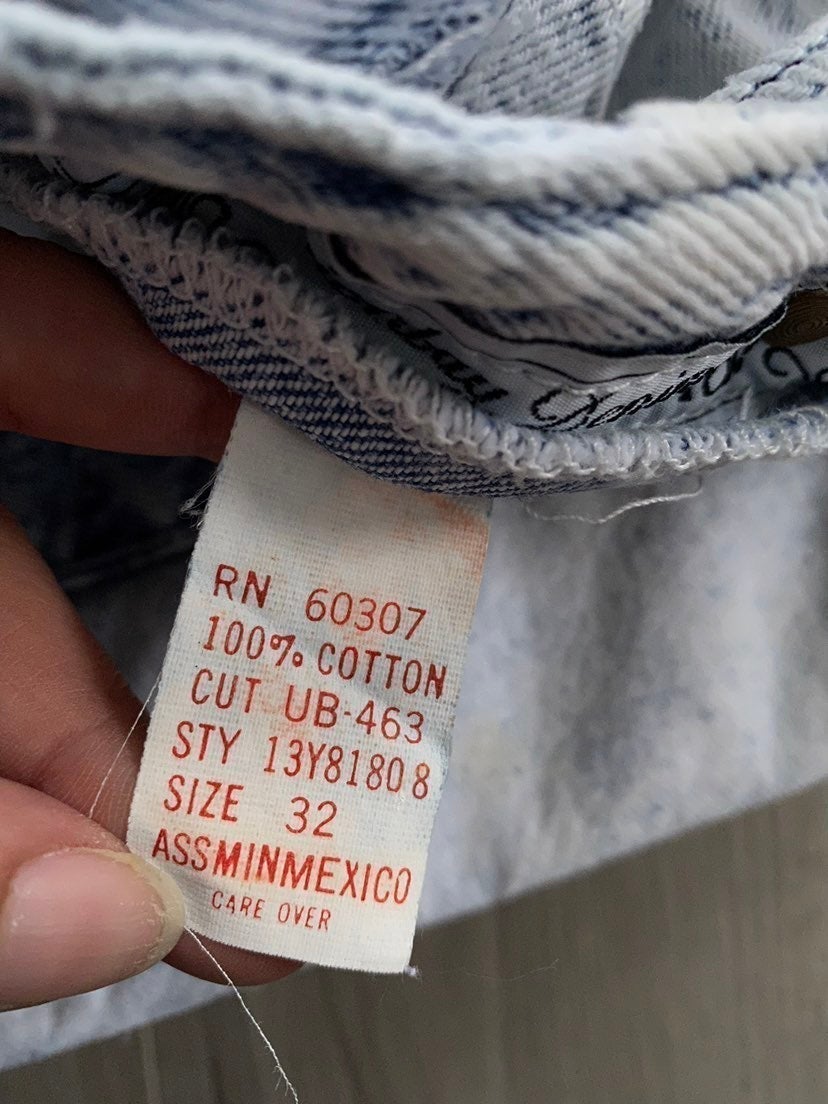 RN 60307
100% COTTON
CUT UB-463
STY 13Y81808
SIZE 32
ASSMINMEXICO
CARE OVER